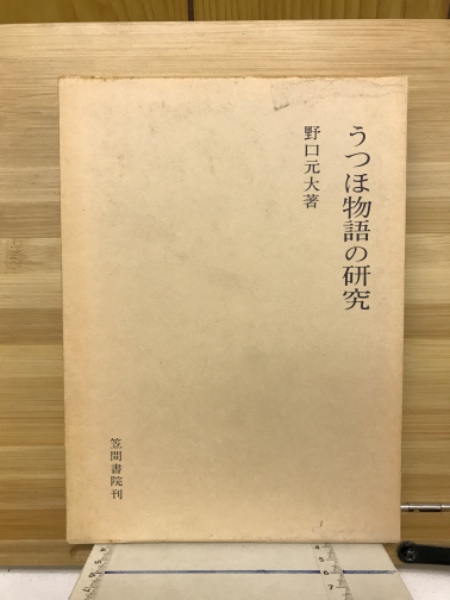 うつほ物語の研究
野口元大著
笠間書院刊